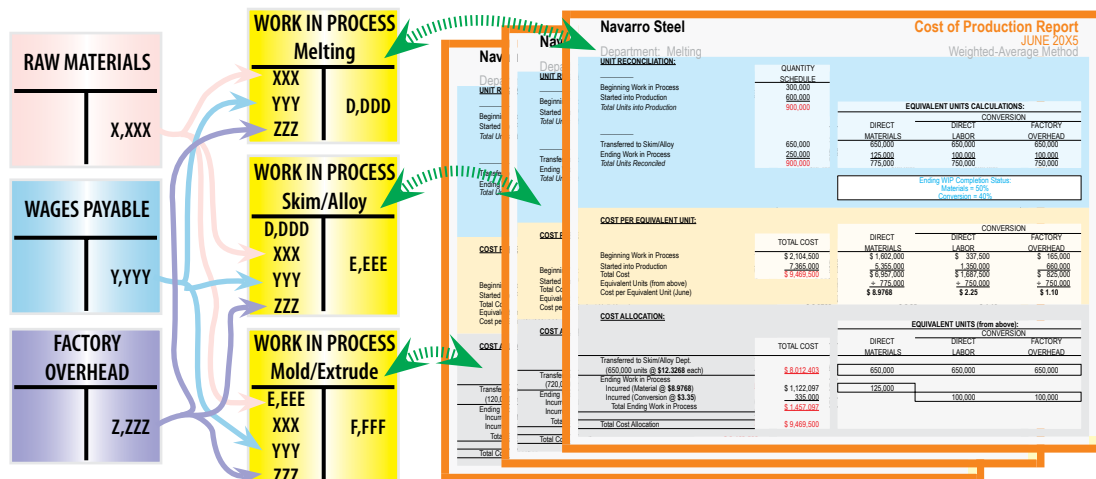 RAW MATERIALS
X,XXX
WAGES PAYABLE
Y,YYY
FACTORY
OVERHEAD
Z,ZZZ
WORK IN PROCESS
Melting
XXX
YYY
ZZZ
D,DDD
WORK IN PROCESS
Skim/Alloy
D,DDD
XXX
YYY
ZZZ
E,EEE
WORK IN PROCESS
Mold/Extrude
E,EEE
XXX
YYY
ZZZ
F,FFF
Navarro Steel Cost of Production Report
JUNE 20X5
Department: Melting Weighted-Average Method
UNIT RECONCILIATION:
QUANTITY
SCHEDULE
Beginning Work in Process 300,000
Started into Production 600,000
Total Units into Production 900,000
EQUIVALENT UNITS CALCULATIONS:
CONVERSION
DIRECT DIRECT FACTORY
MATERIALS LABOR OVERHEAD
Transferred to Skim/Alloy 650,000 650,000 650,000 650,000
Ending Work in Process 250,000 125,000 100,000 100,000
Total Units Reconciled 900,000 775,000 750,000 750,000
Ending WIP Completion Status:
Materials = 50%
Conversion = 40%
COST PER EQUIVALENT UNIT:
CONVERSION
DIRECT DIRECT FACTORY
TOTAL COST MATERIALS LABOR OVERHEAD
Beginning Work in Process $ 2,104,500 $ 1,602,000 $ 337,500 $ 165,000
Started into Production 7,365,000 5,355,000 1,350,000 660,000
Total Cost $ 9,469,500 $ 6,957,000 $ 1,687,500 $ 825,000
Equivalent Units (from above) ÷ 775,000 ÷ 750,000 ÷ 750,000
Cost per Equivalent Unit (June) $ 8.9768 $ 2.25 $ 1.10
COST ALLOCATION:
EQUIVALENT UNITS (from above):
CONVERSION
DIRECT DIRECT FACTORY
TOTAL COST MATERIALS LABOR OVERHEAD
Transferred to Skim/Alloy Dept.
(650,000 units @ $12.3268 each) $ 8,012,403 650,000 650,000 650,000
Ending Work in Process
Incurred (Material @ $8.9768) $ 1,122,097 125,000
Incurred (Conversion @ $3.35) 335,000 100,000 100,000
Total Ending Work in Process $ 1,457,097
Total Cost Allocation $ 9,469,500